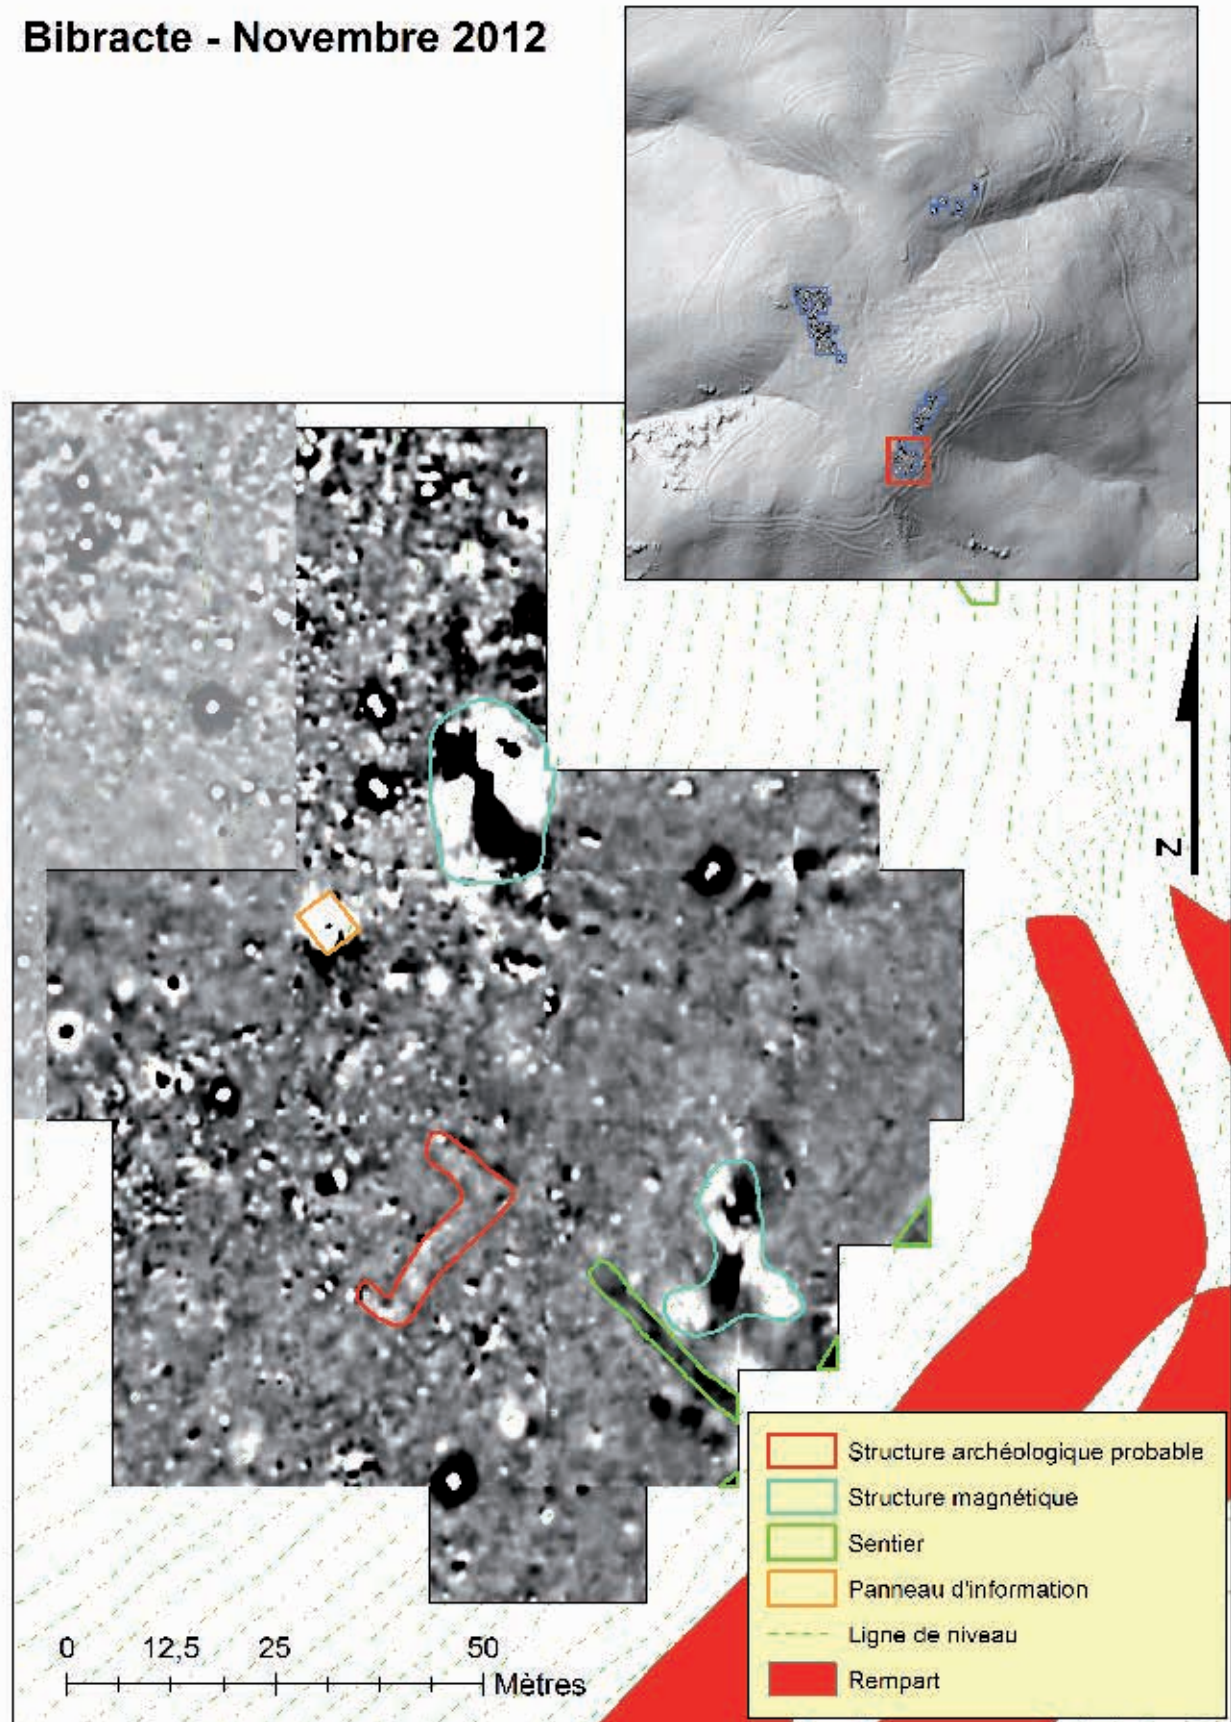 Bibracte - Novembre 2012
N
Structure archéologique probable
Structure magnétique
Sentier
Panneau d'information
Ligne de niveau
Rempart
0 12,5 25 50
Mètres